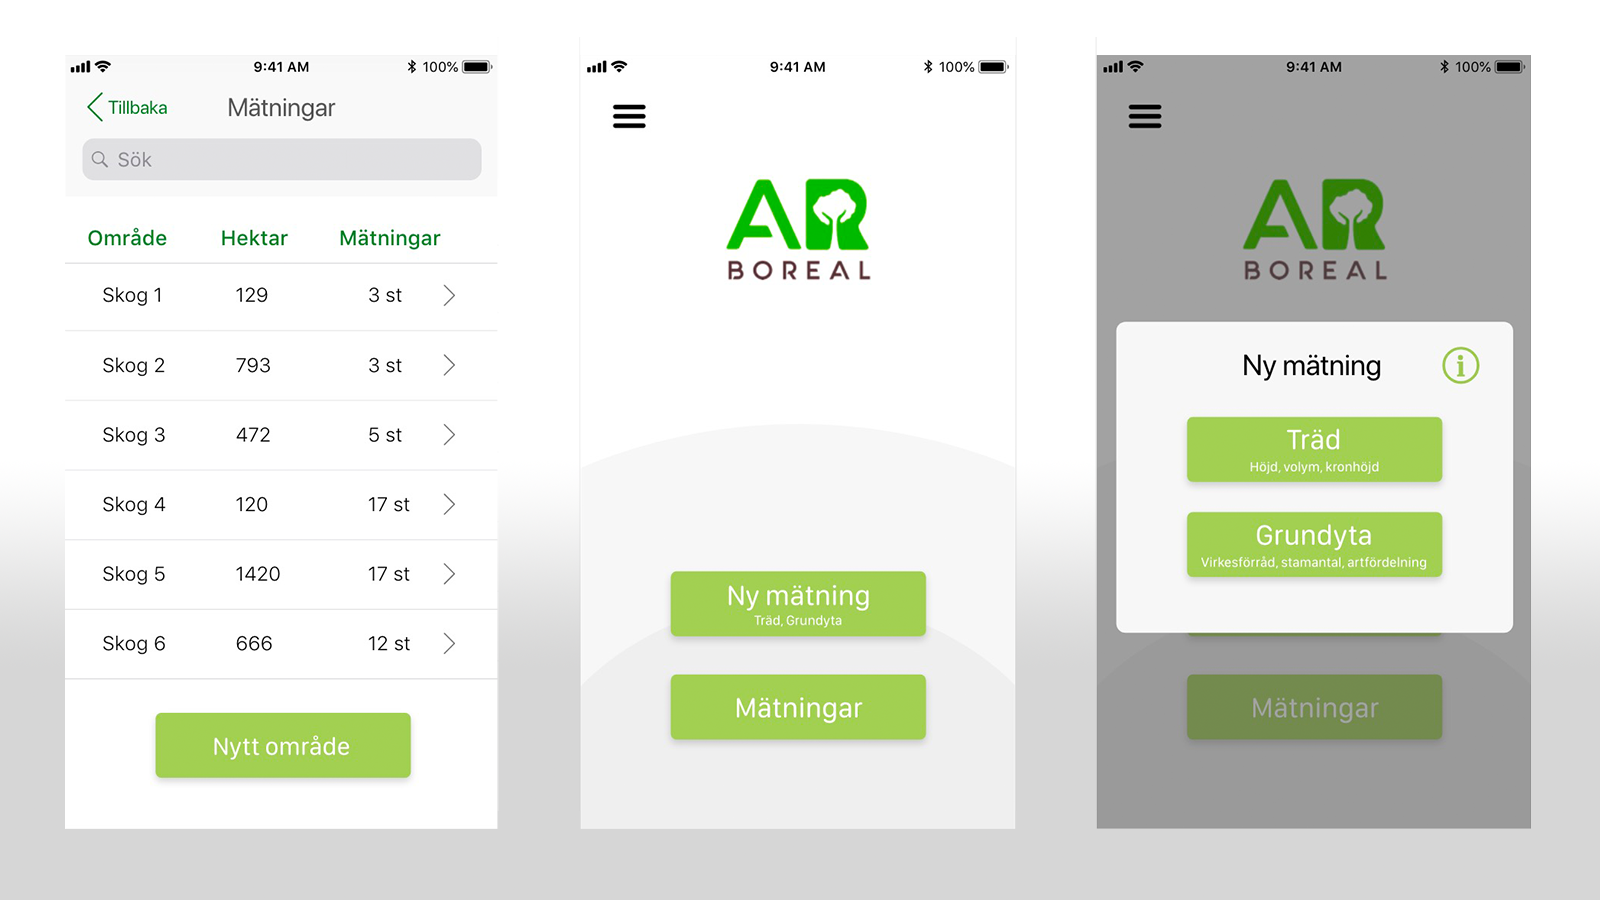 9:41 AM 100%
Tillbaka Mätningar
Sök
Område Hektar Mätningar
Skog 1 129 3 st
Skog 2 793 3 st
Skog 3 472 5 st
Skog 4 120 17 st
Skog 5 1420 17 st
Skog 6 666 12 st
Nytt område
9:41 AM 100%
AR
BOREAL
Ny mätning
Träd, Grundyta
Mätningar
9:41 AM 100%
AR
BOREAL
Ny mätning i
Träd
Höjd, volym, kronhöjd
Grundyta
Virkesförråd, stamantal, artfördelning
Mätningar